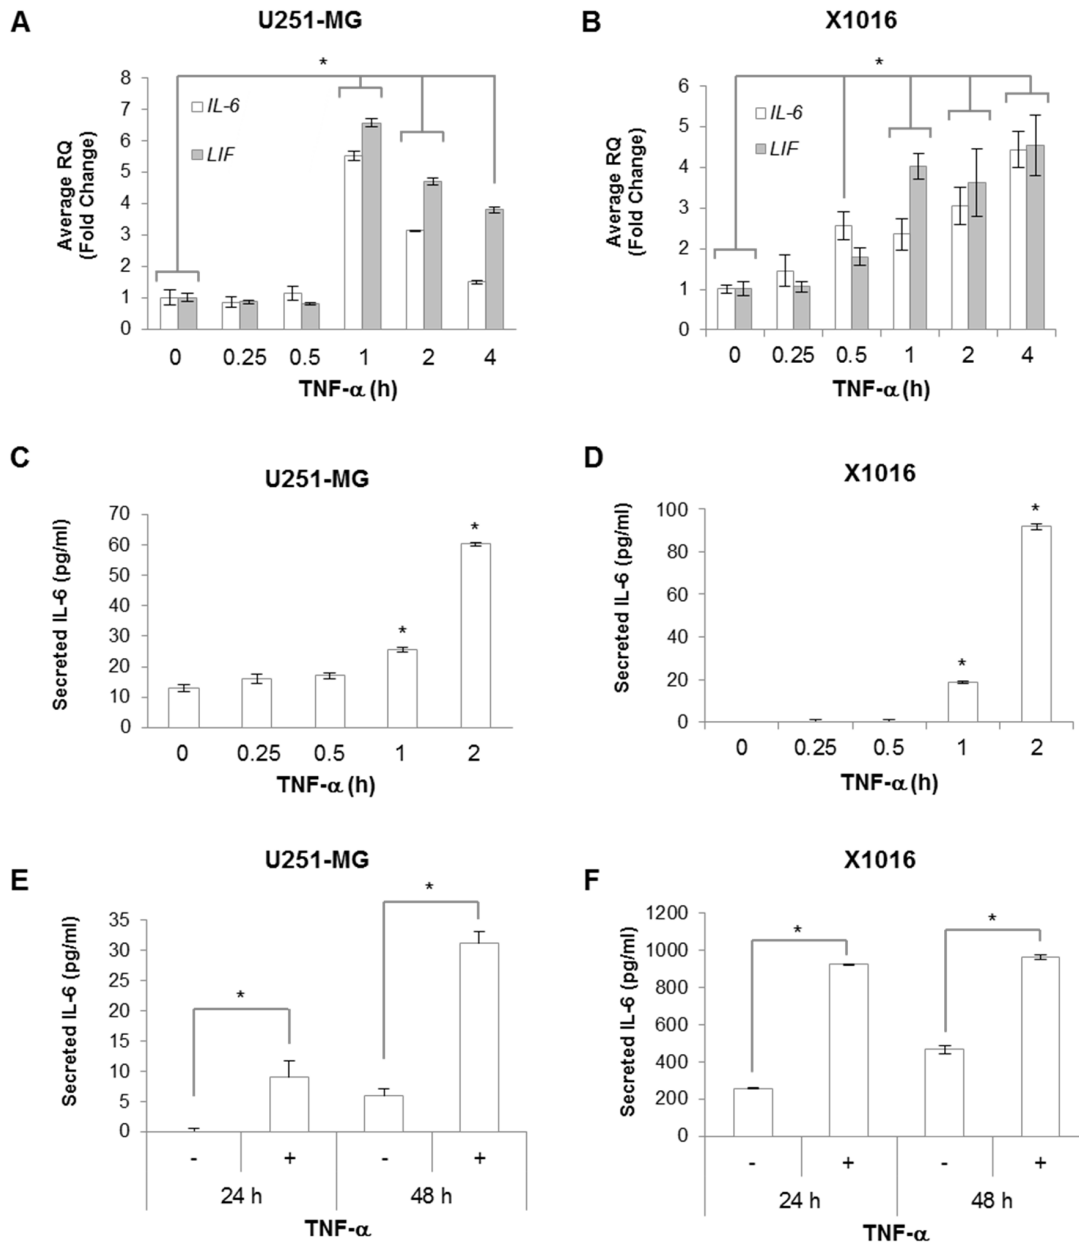 A
U251-MG
*
Average RQ
(Fold Change)
8
7
6
5
4
3
2
1
0
IL-6
LIF
0 0.25 0.5 1 2 4
TNF-α (h)
B
X1016
*
Average RQ
(Fold Change)
6
5
4
3
2
1
0
IL-6
LIF
0 0.25 0.5 1 2 4
TNF-α (h)
C
U251-MG
Secreted IL-6 (pg/ml)
70
60
50
40
30
20
10
0
*
*
0 0.25 0.5 1 2
TNF-α (h)
D
X1016
Secreted IL-6 (pg/ml)
100
80
60
40
20
0
*
*
0 0.25 0.5 1 2
TNF-α (h)
E
U251-MG
Secreted IL-6 (pg/ml)
35
30
25
20
15
10
5
0
*
*
- + - +
24 h 48 h
TNF-α
F
X1016
Secreted IL-6 (pg/ml)
1200
1000
800
600
400
200
0
*
*
- + - +
24 h 48 h
TNF-α